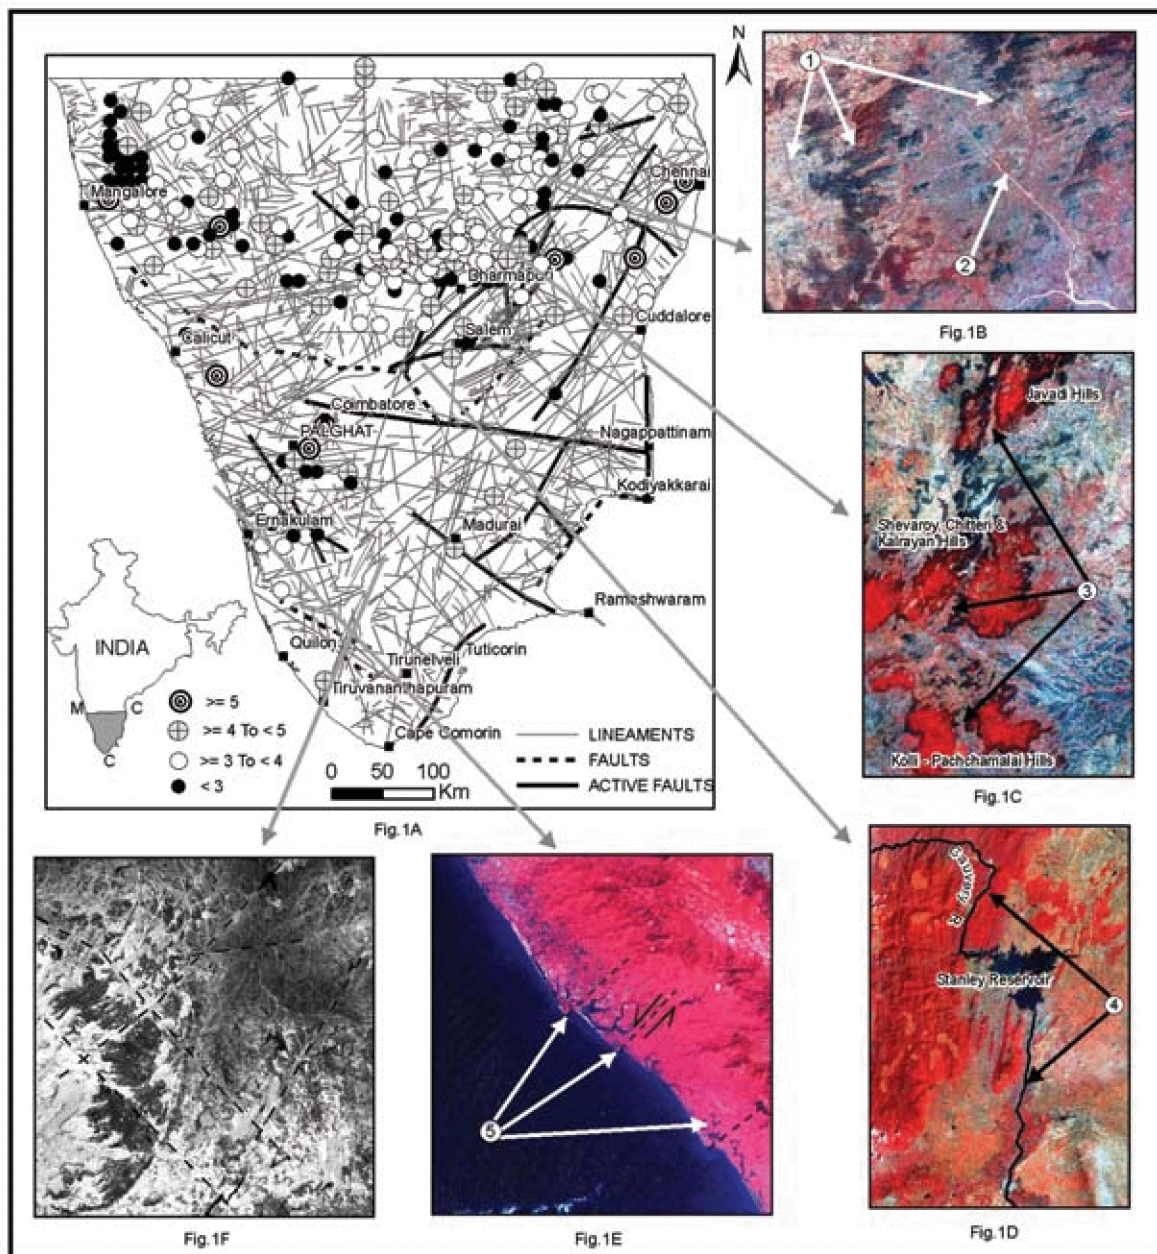 N
1
2
Fig.1B
Chennai
Mangalore
Dharmapuri
Cuddalore
Salem
Calicut
Coimbatore
PALGHAT
Nagappattinam
Kodiyakkarai
Ernakulam
Madurai
Rameshwaram
Quilon
Tuticorin
Tirunelveli
Tiruvananthapuram
Cape Comorin
INDIA
M C
C
>= 5
>= 4 To < 5
>= 3 To < 4
< 3
0 50 100
Km
LINEAMENTS
FAULTS
ACTIVE FAULTS
Fig.1A
Javadi Hills
Shevaroy, Chitteri &
Kalrayan Hills
3
Kolli - Pachchamalai Hills
Fig.1C
Cauvery R
Stanley Reservoir
4
Fig.1D
5
Fig.1E
Fig.1F